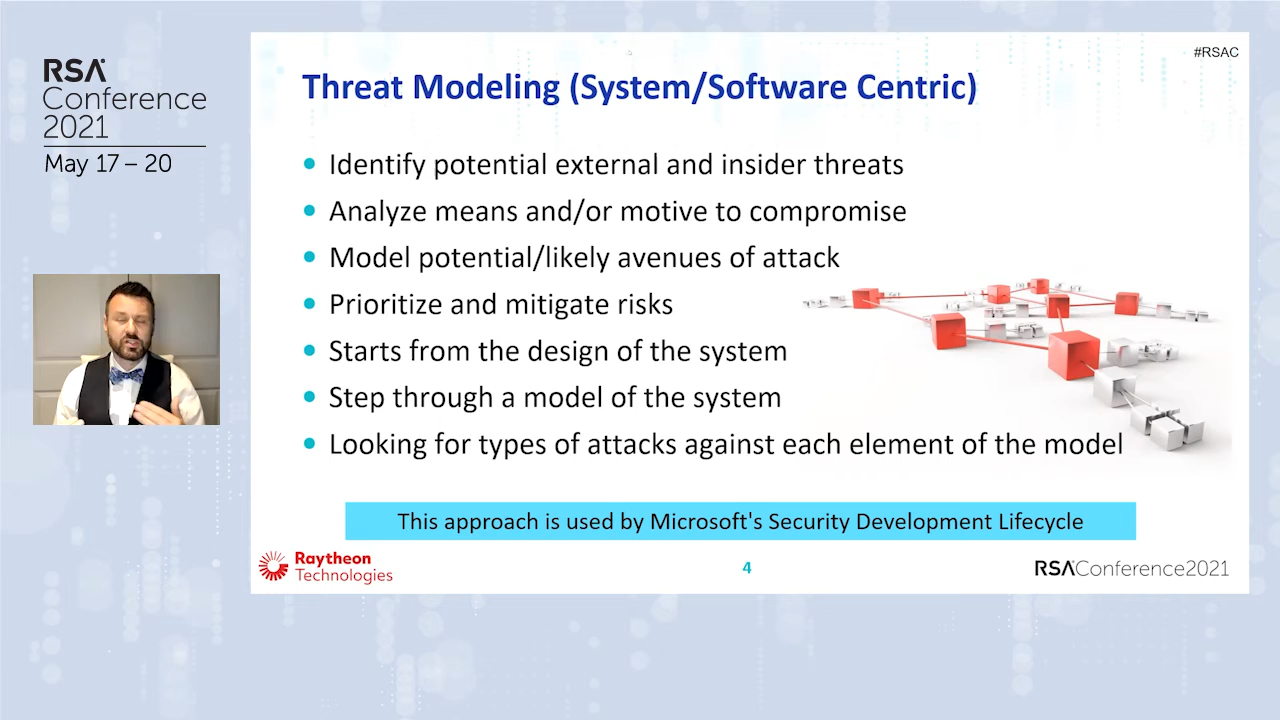 RSA
Conference
2021
May 17 – 20
#RSAC
Threat Modeling (System/Software Centric)
• Identify potential external and insider threats
• Analyze means and/or motive to compromise
• Model potential/likely avenues of attack
• Prioritize and mitigate risks
• Starts from the design of the system
• Step through a model of the system
• Looking for types of attacks against each element of the model
This approach is used by Microsoft's Security Development Lifecycle
Raytheon
Technologies
4
RSAConference2021